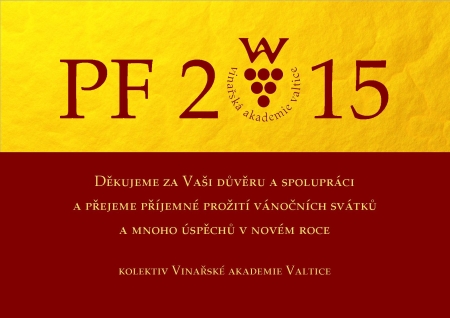 PF 2015
vinařská akademie valtice
Děkujeme za Vaši důvěru a spolupráci
a přejeme příjemné prožití vánočních svátků
a mnoho úspěchů v novém roce
kolektiv Vinařské akademie Valtice